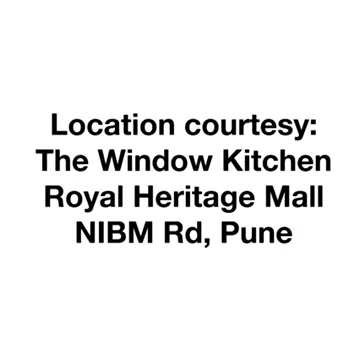 Location courtesy:
The Window Kitchen
Royal Heritage Mall
NIBM Rd, Pune